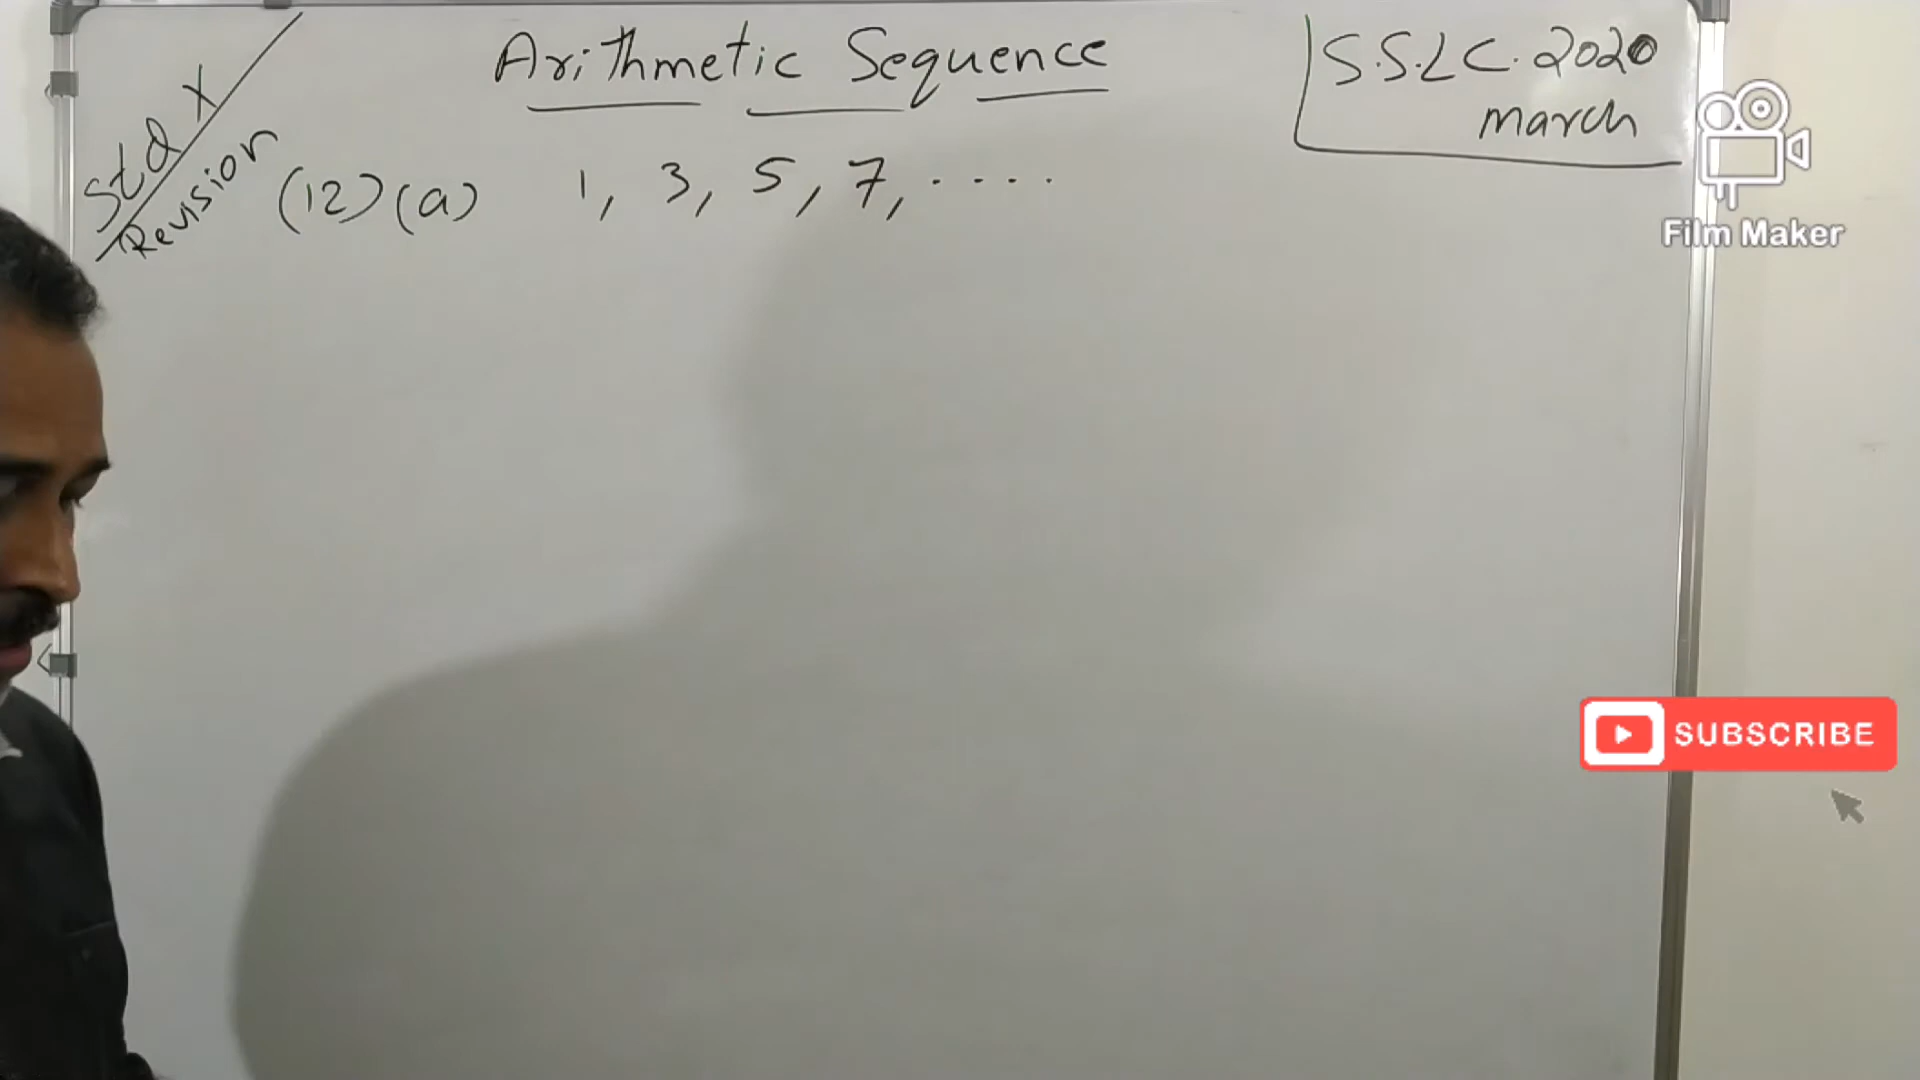 Std X
Revision
Arithmetic Sequence
S.S.L.C. 2020
march
(12) (a) 1, 3, 5, 7, ....
Film Maker
SUBSCRIBE